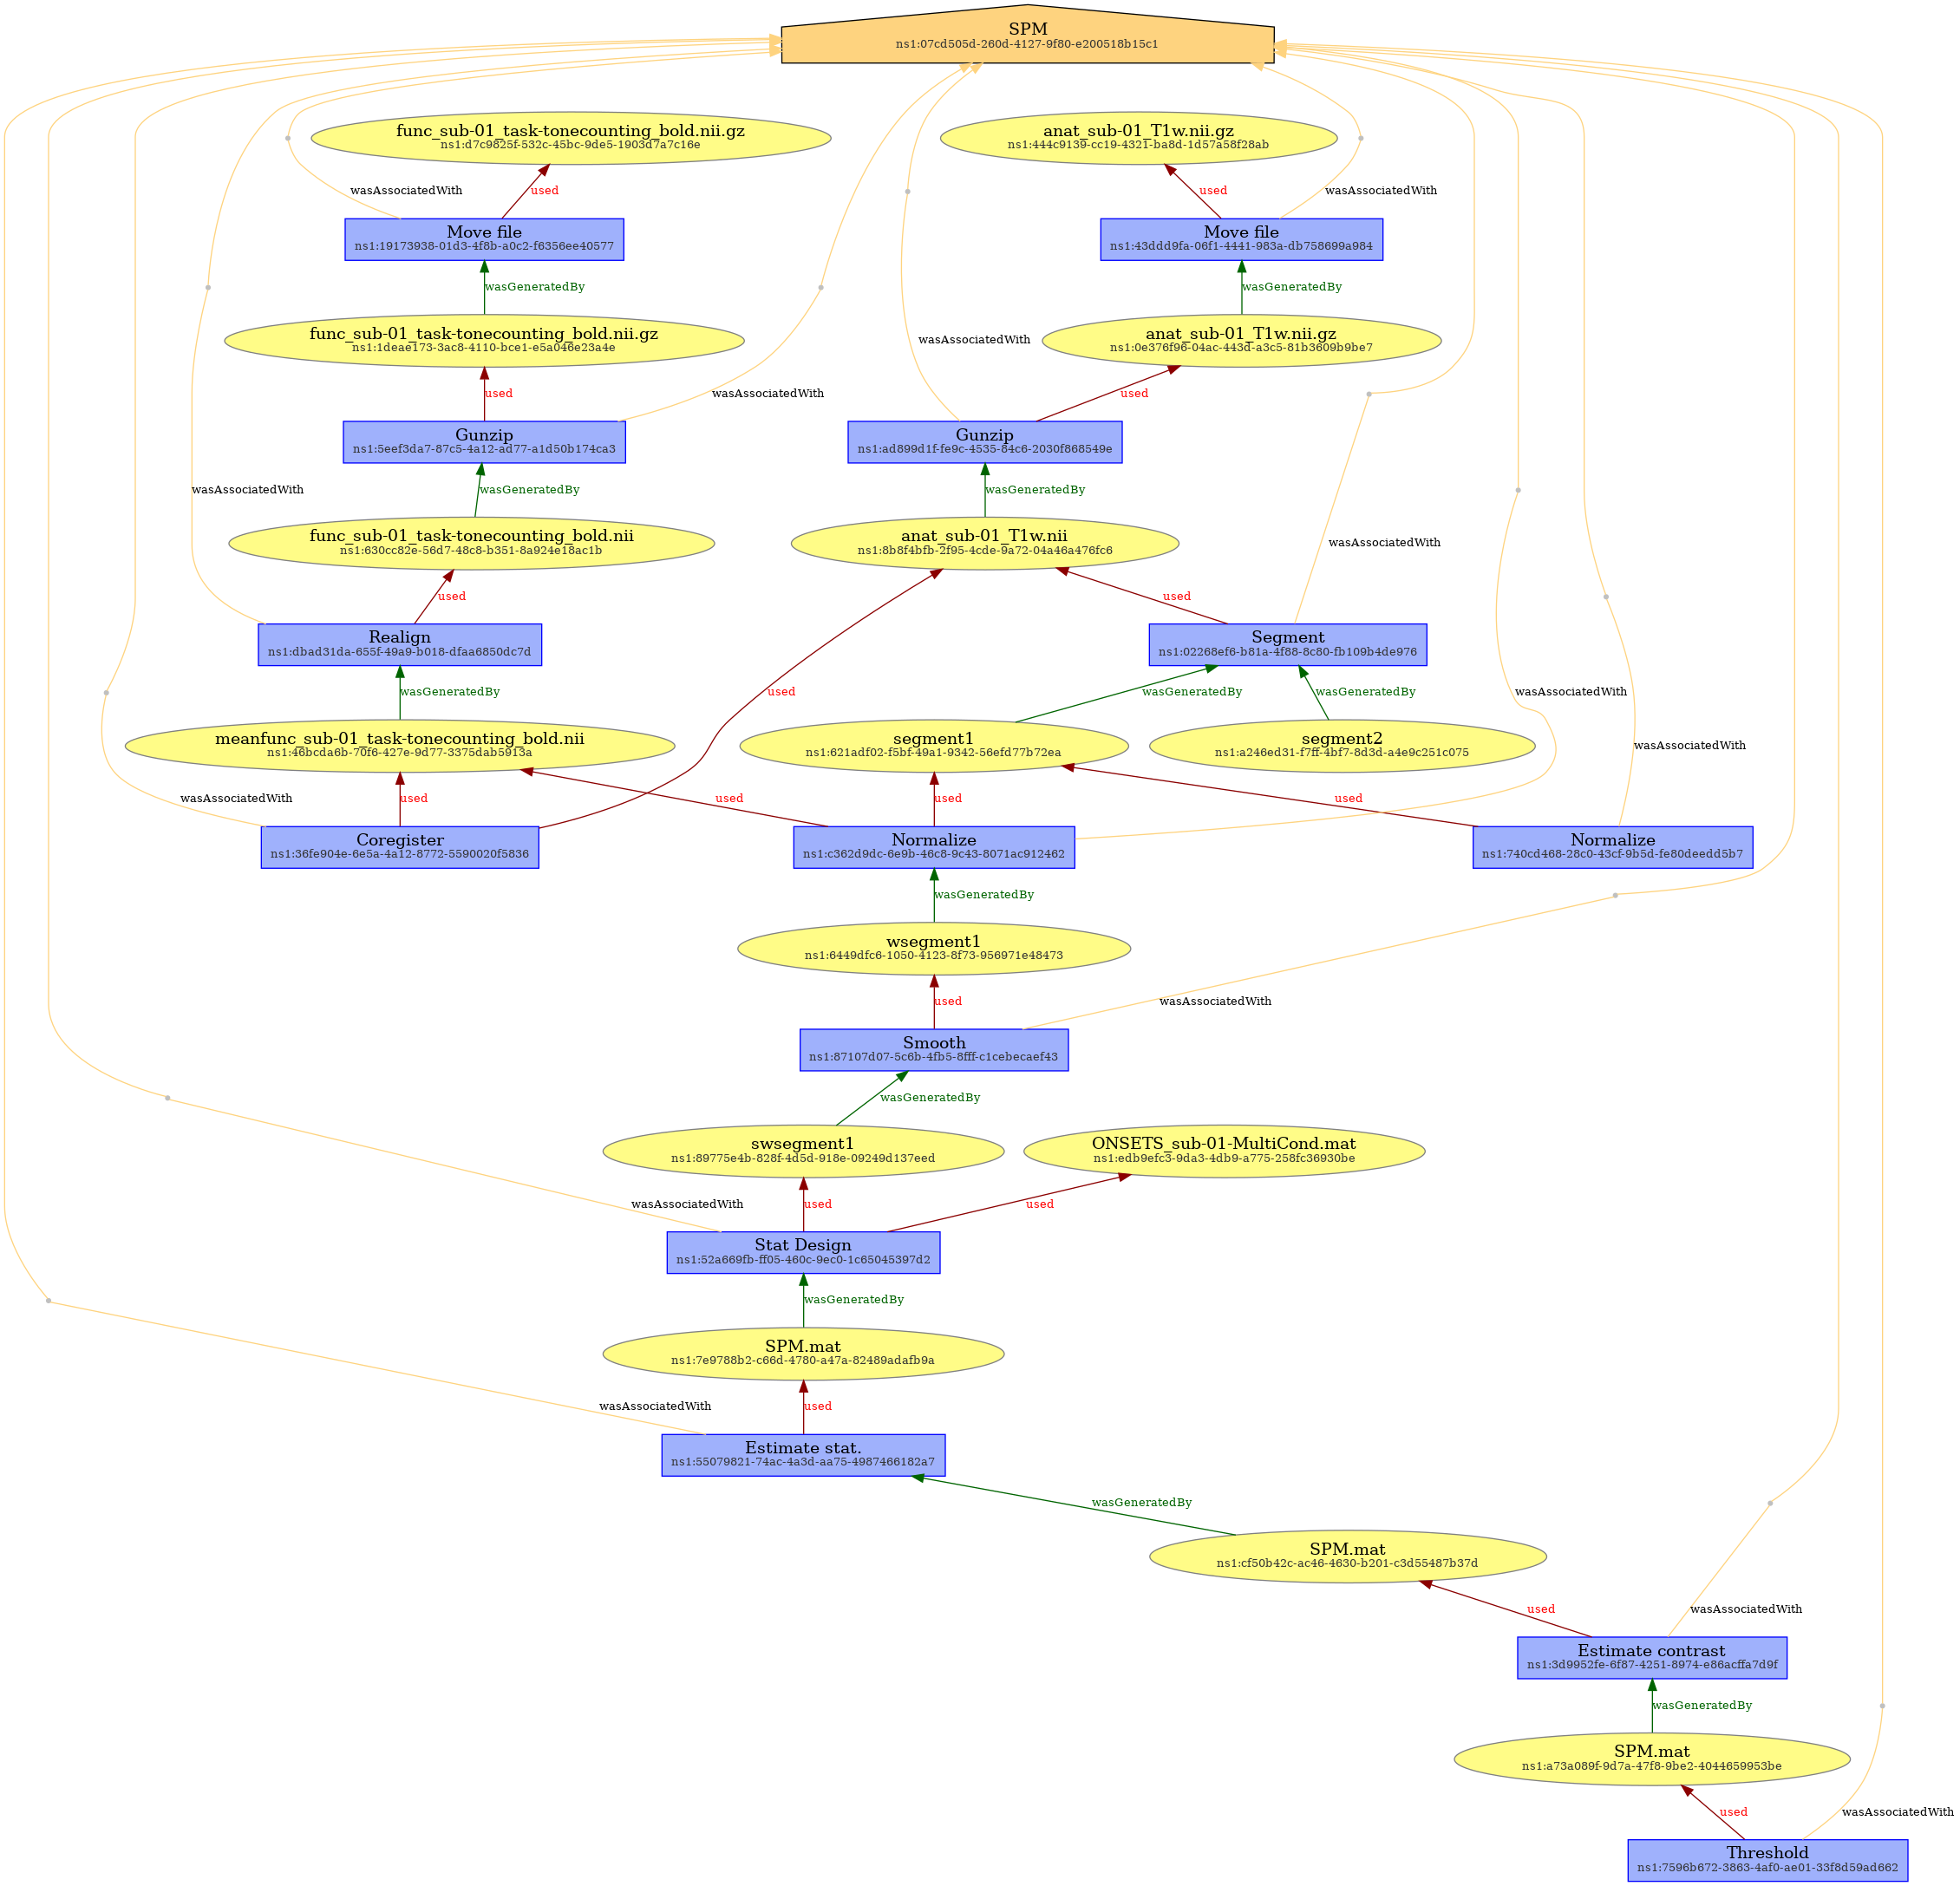 SPM
ns1:07cd505d-260d-4127-9f80-e200518b15c1
func_sub-01_task-tonecounting_bold.nii.gz
ns1:d7c9825f-532c-45bc-9de5-1903d7a7c16e
anat_sub-01_T1w.nii.gz
ns1:444c9139-cc19-4321-ba8d-1d57a58f28ab
wasAssociatedWith
used
used
wasAssociatedWith
Move file
ns1:19173938-01d3-4f8b-a0c2-f6356ee40577
Move file
ns1:43ddd9fa-06f1-4441-983a-db758699a984
wasGeneratedBy
wasGeneratedBy
func_sub-01_task-tonecounting_bold.nii.gz
ns1:1deae173-3ac8-4110-bce1-e5a046e23a4e
wasAssociatedWith
anat_sub-01_T1w.nii.gz
ns1:0e376f96-04ac-443d-a3c5-81b3609b9be7
used
wasAssociatedWith
used
Gunzip
ns1:5eef3da7-87c5-4a12-ad77-a1d50b174ca3
Gunzip
ns1:ad899d1f-fe9c-4535-84c6-2030f868549e
wasAssociatedWith
wasGeneratedBy
wasGeneratedBy
func_sub-01_task-tonecounting_bold.nii
ns1:630cc82e-56d7-48c8-b351-8a924e18ac1b
anat_sub-01_T1w.nii
ns1:8b8f4bfb-2f95-4cde-9a72-04a46a476fc6
wasAssociatedWith
used
used
Realign
ns1:dbad31da-655f-49a9-b018-dfaa6850dc7d
Segment
ns1:02268ef6-b81a-4f88-8c80-fb109b4de976
wasGeneratedBy
used
wasGeneratedBy
wasGeneratedBy
wasAssociatedWith
meanfunc_sub-01_task-tonecounting_bold.nii
ns1:46bcda6b-70f6-427e-9d77-3375dab5913a
segment1
ns1:621adf02-f5bf-49a1-9342-56efd77b72ea
segment2
ns1:a246ed31-f7ff-4bf7-8d3d-a4e9c251c075
wasAssociatedWith
wasAssociatedWith
used
used
used
used
Coregister
ns1:36fe904e-6e5a-4a12-8772-5590020f5836
Normalize
ns1:c362d9dc-6e9b-46c8-9c43-8071ac912462
Normalize
ns1:740cd468-28c0-43cf-9b5d-fe80deedd5b7
wasGeneratedBy
wsegment1
ns1:6449dfc6-1050-4123-8f73-956971e48473
used
wasAssociatedWith
Smooth
ns1:87107d07-5c6b-4fb5-8fff-c1cebecaef43
wasGeneratedBy
swsegment1
ns1:89775e4b-828f-4d5d-918e-09249d137eed
ONSETS_sub-01-MultiCond.mat
ns1:edb9efc3-9da3-4db9-a775-258fc36930be
wasAssociatedWith
used
used
Stat Design
ns1:52a669fb-ff05-460c-9ec0-1c65045397d2
wasGeneratedBy
SPM.mat
ns1:7e9788b2-c66d-4780-a47a-82489adafb9a
wasAssociatedWith
used
Estimate stat.
ns1:55079821-74ac-4a3d-aa75-4987466182a7
wasGeneratedBy
SPM.mat
ns1:cf50b42c-ac46-4630-b201-c3d55487b37d
used
wasAssociatedWith
Estimate contrast
ns1:3d9952fe-6f87-4251-8974-e86acffa7d9f
wasGeneratedBy
SPM.mat
ns1:a73a089f-9d7a-47f8-9be2-4044659953be
used
wasAssociatedWith
Threshold
ns1:7596b672-3863-4af0-ae01-33f8d59ad662